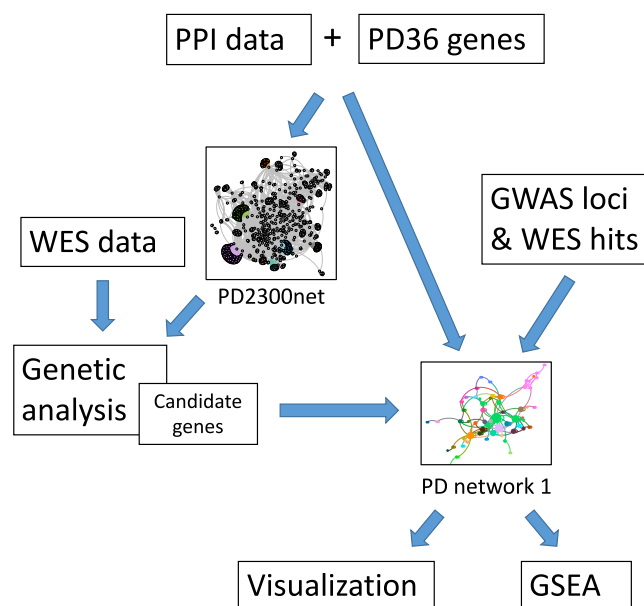 PPI data + PD36 genes
GWAS loci
& WES hits
WES data
PD2300net
Genetic
analysis
Candidate
genes
PD network 1
Visualization
GSEA